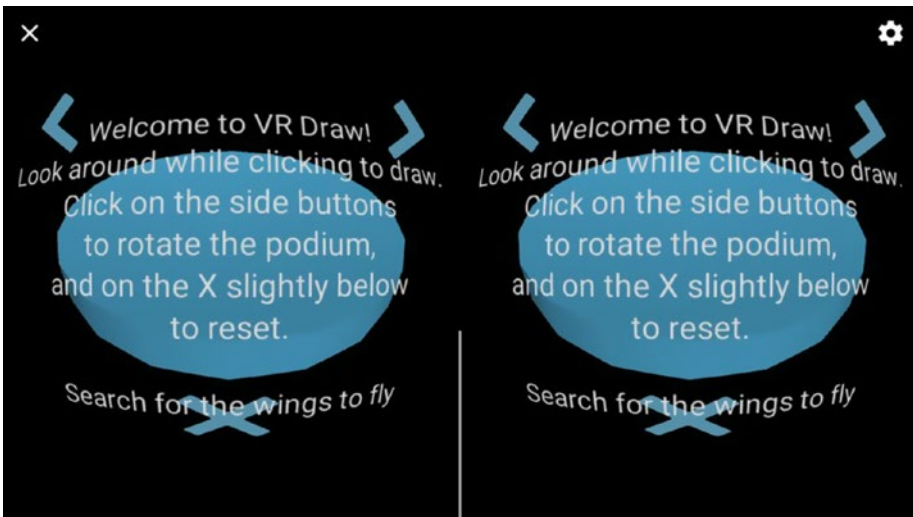 Welcome to VR Draw!
Look around while clicking to draw.
Click on the side buttons
to rotate the podium,
and on the X slightly below
to reset.
Search for the wings to fly
Welcome to VR Draw!
Look around while clicking to draw.
Click on the side buttons
to rotate the podium,
and on the X slightly below
to reset.
Search for the wings to fly